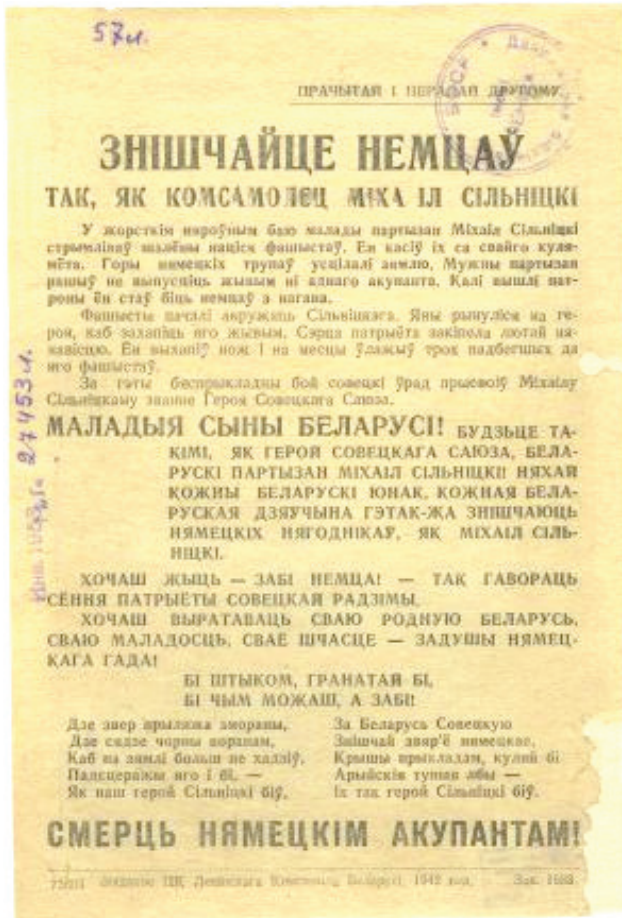 57л.
ПРАЧЫТАЙ І ПЕРАДАЙ ДРУГОМУ
ЗНІШЧАЙЦЕ НЕМЦАЎ
ТАК, ЯК КОМСАМОЛЕЦ МІХАІЛ СІЛЬНІЦКІ
У жорсткім няроўным баю малады партызан Міхаіл Сільніцкі
стрымліваў шалёны націск фашыстаў. Ён касіў іх са свайго куля-
мёта. Горы нямецкіх трупаў усцілалі зямлю. Мужны партызан
рашыў не выпусціць жывым ні аднаго акупанта. Калі вышлі пат-
роны ён стаў біць немцаў з нагана.
Фашысты пачалі акружаць Сільніцкага. Яны рынуліся на ге-
роя, каб захапіць яго жывым. Сэрца патрыёта закіпела лютай ня-
навісцю. Ён выхапіў нож і на месцы ўлажыў трох падбегшых да
яго фашыстаў.
За гэты беспрыкладны бой совецкі ўрад прысвоіў Міхаілу
Сільніцкаму званне Героя Совецкага Саюза.
МАЛАДЫЯ СЫНЫ БЕЛАРУСІ! БУДЗЬЦЕ ТА-
КІМІ, ЯК ГЕРОЙ СОВЕЦКАГА САЮЗА, БЕЛА-
РУСКІ ПАРТЫЗАН МІХАІЛ СІЛЬНІЦКІ! НЯХАЙ
КОЖНЫ БЕЛАРУСКІ ЮНАК, КОЖНАЯ БЕЛА-
РУСКАЯ ДЗЯУЧЫНА ГЭТАК-ЖА ЗНІШЧАЮЦЬ
НЯМЕЦКІХ НЯГОДНІКАЎ, ЯК МІХАІЛ СІЛЬ-
НІЦКІ.
ХОЧАШ ЖЫЦЬ — ЗАБІ НЕМЦА! — ТАК ГАВОРАЦЬ
СЁННЯ ПАТРЫЁТЫ СОВЕЦКАЙ РАДЗІМЫ.
ХОЧАШ ВЫРАТАВАЦЬ СВАЮ РОДНУЮ БЕЛАРУСЬ,
СВАЮ МАЛАДОСЦЬ, СВАЁ ШЧАСЦЕ — ЗАДУШЫ НЯМЕЦ-
КАГА ГАДА!
БІ ШТЫКОМ, ГРАНАТАЙ БІ,
БІ ЧЫМ МОЖАШ, А ЗАБІ!
Дзе звер прыляжа змораны,
Дзе сядзе чорны воранам,
Каб на зямлі больш не хадзіў,
Падсцеражы яго і бі, —
Як наш герой Сільніцкі біў.
За Беларусь Совецкую
Знішчай звяр'ё нямецкае,
Крышы прыкладам, куляй бі
Арыйскія тупыя лбы —
Іх так герой Сільніцкі біў.
СМЕРЦЬ НЯМЕЦКІМ АКУПАНТАМ!
Выданне ЦК Ленінскага Комсамола Беларусі, 1942 год. Зак.
27453 л.